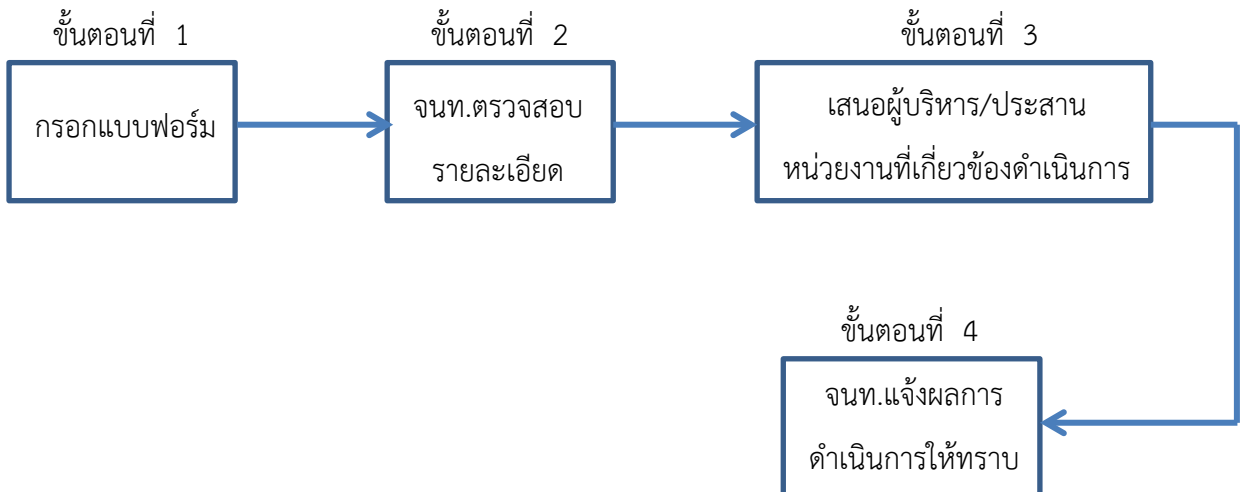 ขั้นตอนที่ 1
กรอกแบบฟอร์ม
ขั้นตอนที่ 2
จนท.ตรวจสอบ
รายละเอียด
ขั้นตอนที่ 3
เสนอผู้บริหาร/ประสาน
หน่วยงานที่เกี่ยวข้องดำเนินการ
ขั้นตอนที่ 4
จนท.แจ้งผลการ
ดำเนินการให้ทราบ